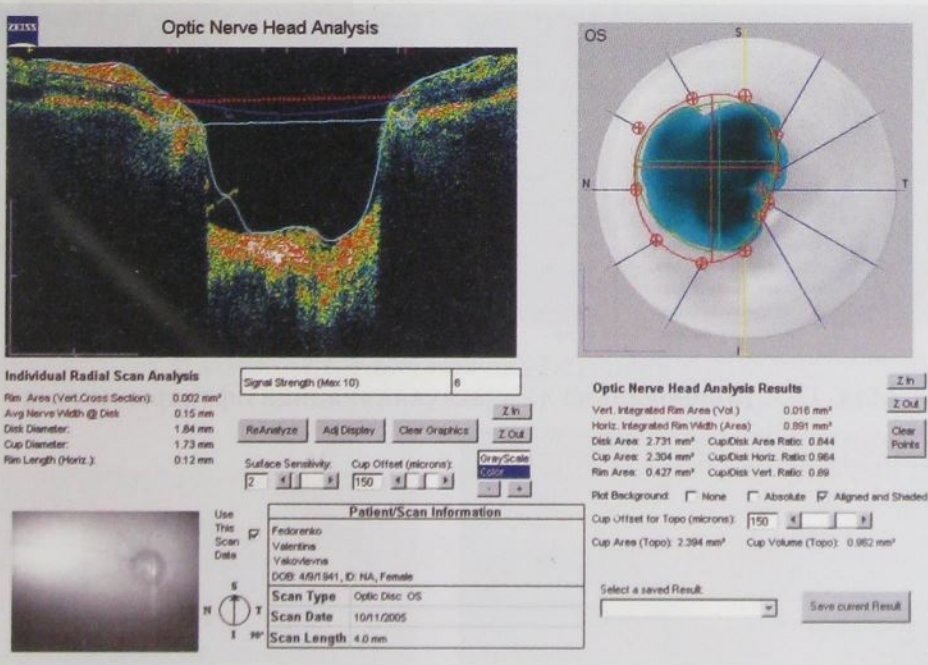 ZEISS
Optic Nerve Head Analysis
OS
S
N
T
I
Individual Radial Scan Analysis
Rim Area (Vert.Cross Section): 0.002 mm²
Avg Nerve Width @ Disk 0.15 mm
Disk Diameter: 1.84 mm
Cup Diameter: 1.73 mm
Rim Length (Horiz.): 0.12 mm
Signal Strength (Max 10) 6
Z In
ReAnalyze Adj Display Clear Graphics Z Out
Surface Sensitivity: Cup Offset (microns): GrayScale
2 150 Color
- +
Optic Nerve Head Analysis Results
Z In
Z Out
Clear
Points
Vert. Integrated Rim Area (Vol.) 0.016 mm³
Horiz. Integrated Rim Width (Area) 0.891 mm²
Disk Area: 2.731 mm² Cup/Disk Area Ratio: 0.844
Cup Area: 2.304 mm² Cup/Disk Horiz. Ratio: 0.964
Rim Area: 0.427 mm² Cup/Disk Vert. Ratio: 0.89
Plot Background: None Absolute Aligned and Shaded
Cup Offset for Topo (microns): 150
Cup Area (Topo): 2.394 mm² Cup Volume (Topo): 0.962 mm³
Select a saved Result:
Save current Result
Use
This
Scan
Data
S
N T
I 90°
Patient/Scan Information
Fedorenko
Valentina
Yakovlevna
DOB: 4/9/1941, ID: NA, Female
Scan Type Optic Disc OS
Scan Date 10/11/2005
Scan Length 4.0 mm